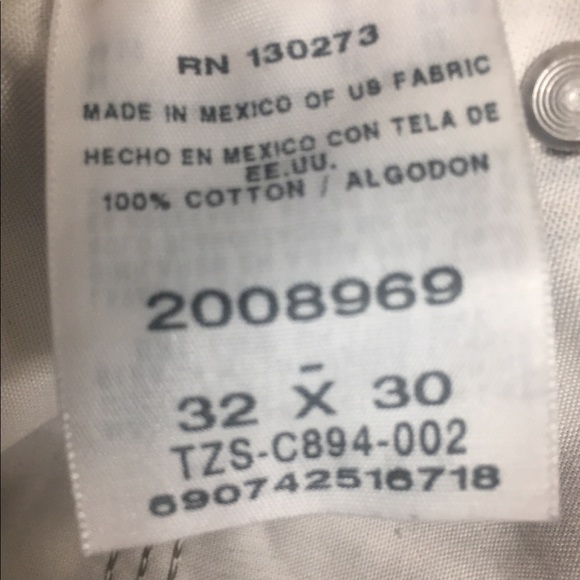 RN 130273
MADE IN MEXICO OF US FABRIC
HECHO EN MEXICO CON TELA DE
EE.UU.
100% COTTON / ALGODON
2008969
32 X 30
TZS-C894-002
690742516718